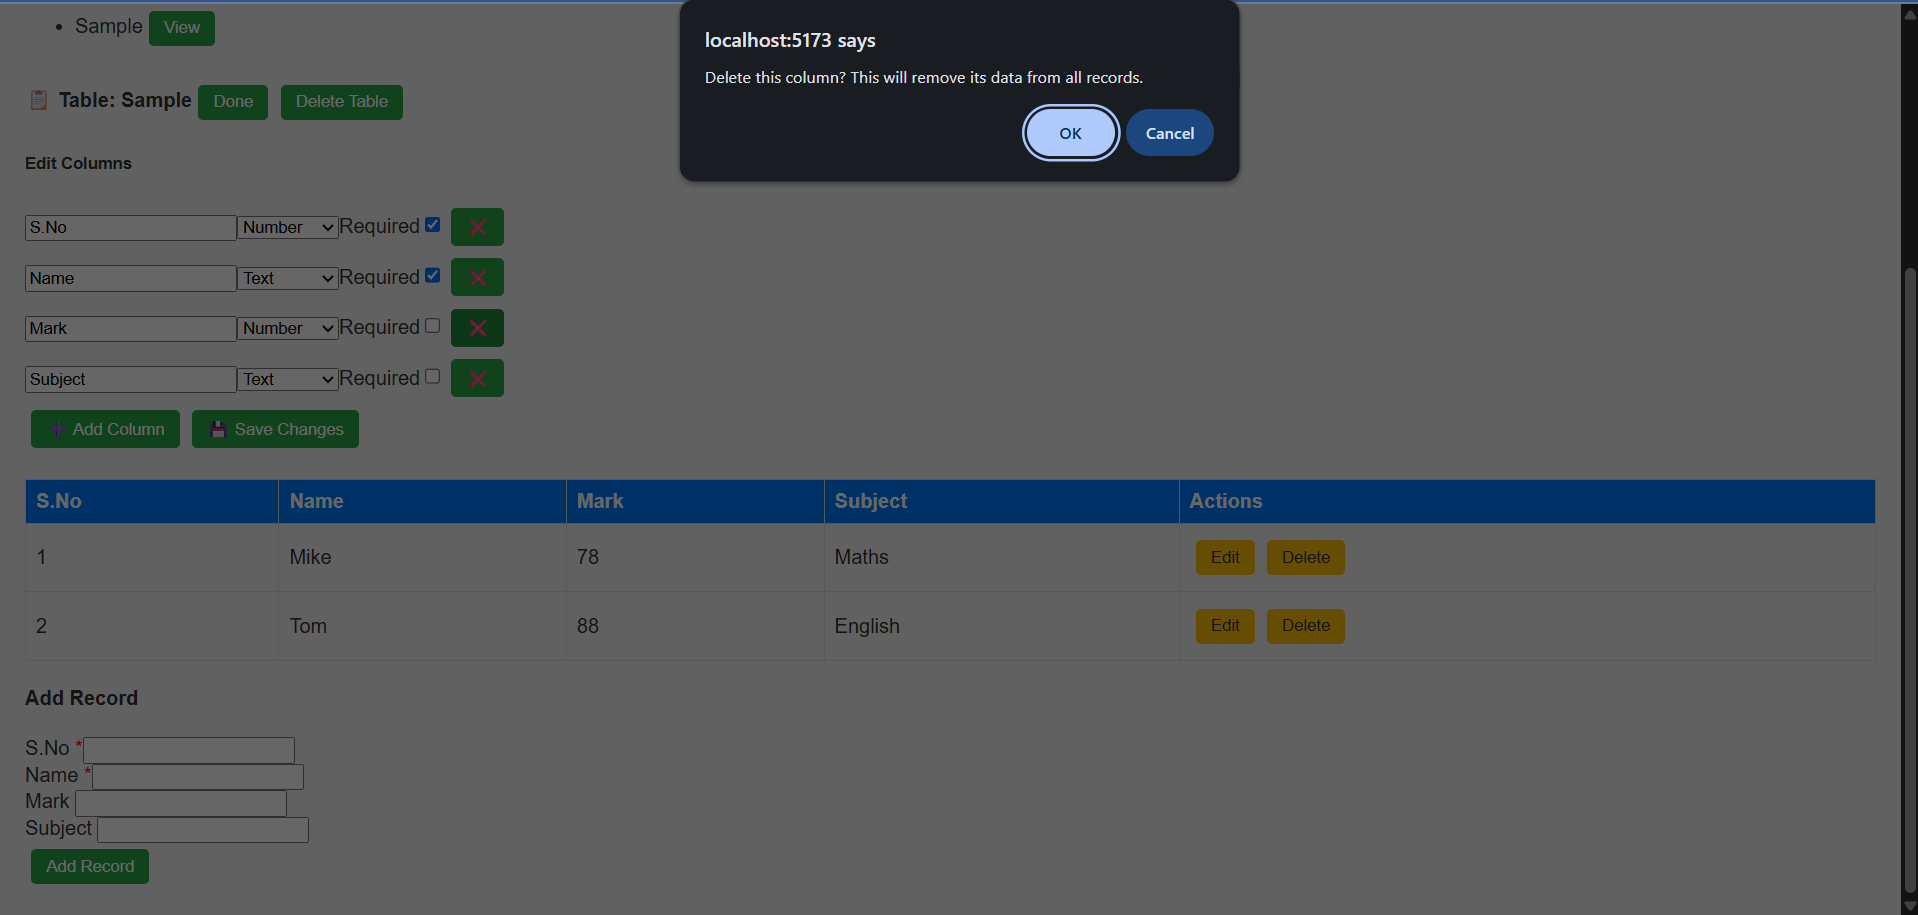 Sample View
localhost:5173 says
Delete this column? This will remove its data from all records.
OK Cancel
Table: Sample Done Delete Table
Edit Columns
S.No Number Required
Name Text Required
Mark Number Required
Subject Text Required
Add Column Save Changes
S.No Name Mark Subject Actions
1 Mike 78 Maths Edit Delete
2 Tom 88 English Edit Delete
Add Record
S.No *
Name *
Mark
Subject
Add Record